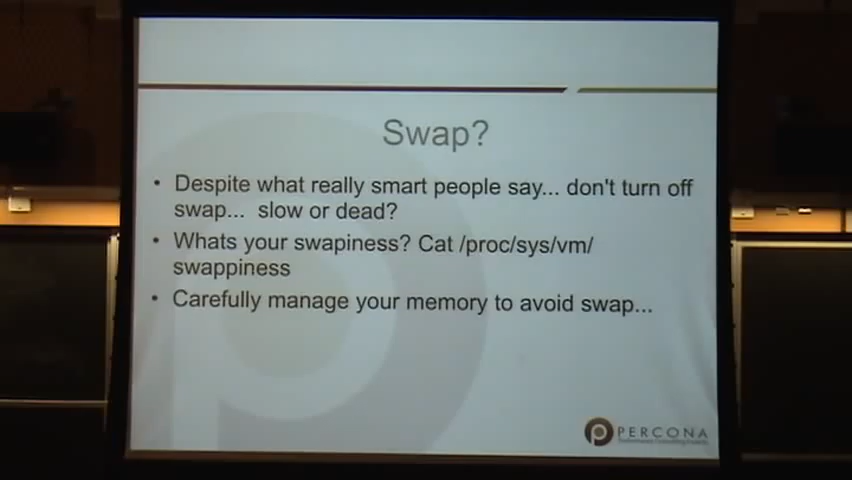 Swap?
• Despite what really smart people say... don't turn off
swap... slow or dead?
• Whats your swapiness? Cat /proc/sys/vm/
swappiness
• Carefully manage your memory to avoid swap...
PERCONA